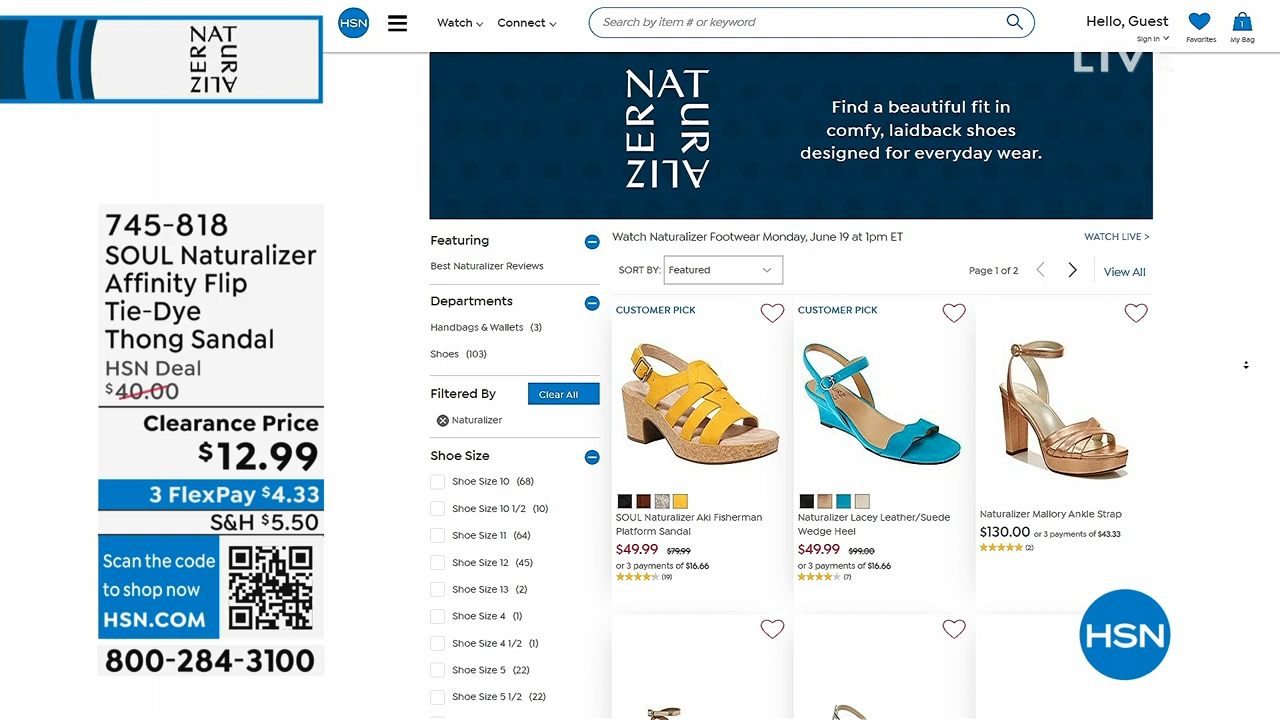 NATURALIZER
745-818
SOUL Naturalizer
Affinity Flip
Tie-Dye
Thong Sandal
HSN Deal
$40.00
Clearance Price
$12.99
3 FlexPay $4.33
S&H $5.50
Scan the code
to shop now
HSN.COM
800-284-3100
HSN
Watch
Connect
Search by item # or keyword
Hello, Guest
Sign In
Favorites
1
My Bag
LIVE
NATURALIZER
Find a beautiful fit in
comfy, laidback shoes
designed for everyday wear.
Featuring
Best Naturalizer Reviews
Departments
Handbags & Wallets (3)
Shoes (103)
Filtered By
Clear All
Naturalizer
Shoe Size
Shoe Size 10 (68)
Shoe Size 10 1/2 (10)
Shoe Size 11 (64)
Shoe Size 12 (45)
Shoe Size 13 (2)
Shoe Size 4 (1)
Shoe Size 4 1/2 (1)
Shoe Size 5 (22)
Shoe Size 5 1/2 (22)
Watch Naturalizer Footwear Monday, June 19 at 1pm ET
WATCH LIVE >
SORT BY: Featured
Page 1 of 2
View All
CUSTOMER PICK
SOUL Naturalizer Aki Fisherman
Platform Sandal
$49.99 $79.99
or 3 payments of $16.66
(19)
CUSTOMER PICK
Naturalizer Lacey Leather/Suede
Wedge Heel
$49.99 $99.00
or 3 payments of $16.66
(7)
Naturalizer Mallory Ankle Strap
$130.00 or 3 payments of $43.33
(2)
HSN